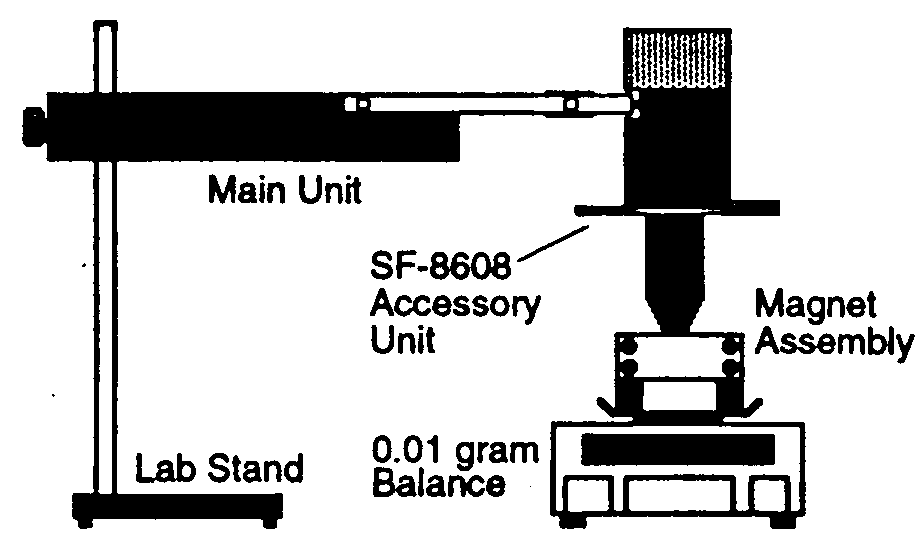 Main Unit
SF-8608
Accessory
Unit
Magnet
Assembly
0.01 gram
Balance
Lab Stand